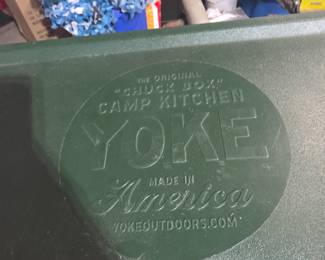 THE ORIGINAL
"CHUCK BOX"
CAMP KITCHEN
YOKE
MADE IN
America
YOKEOUTDOORS.COM